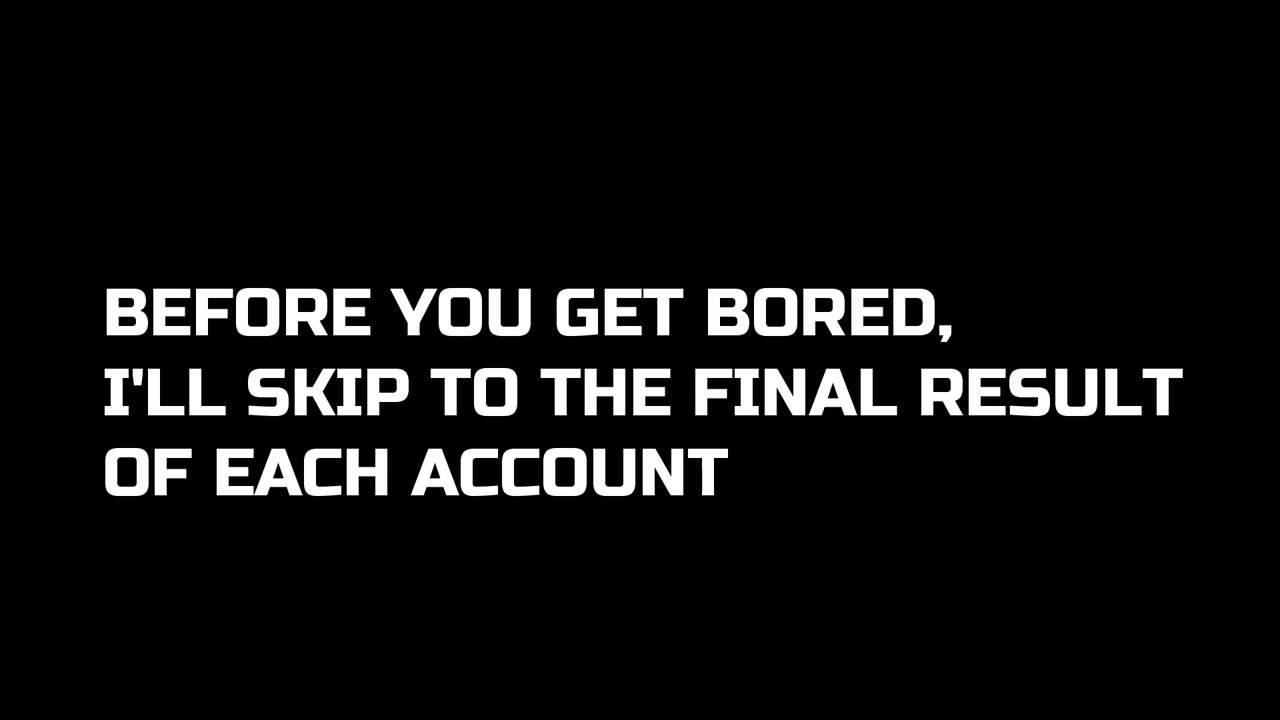 BEFORE YOU GET BORED,
I'LL SKIP TO THE FINAL RESULT
OF EACH ACCOUNT